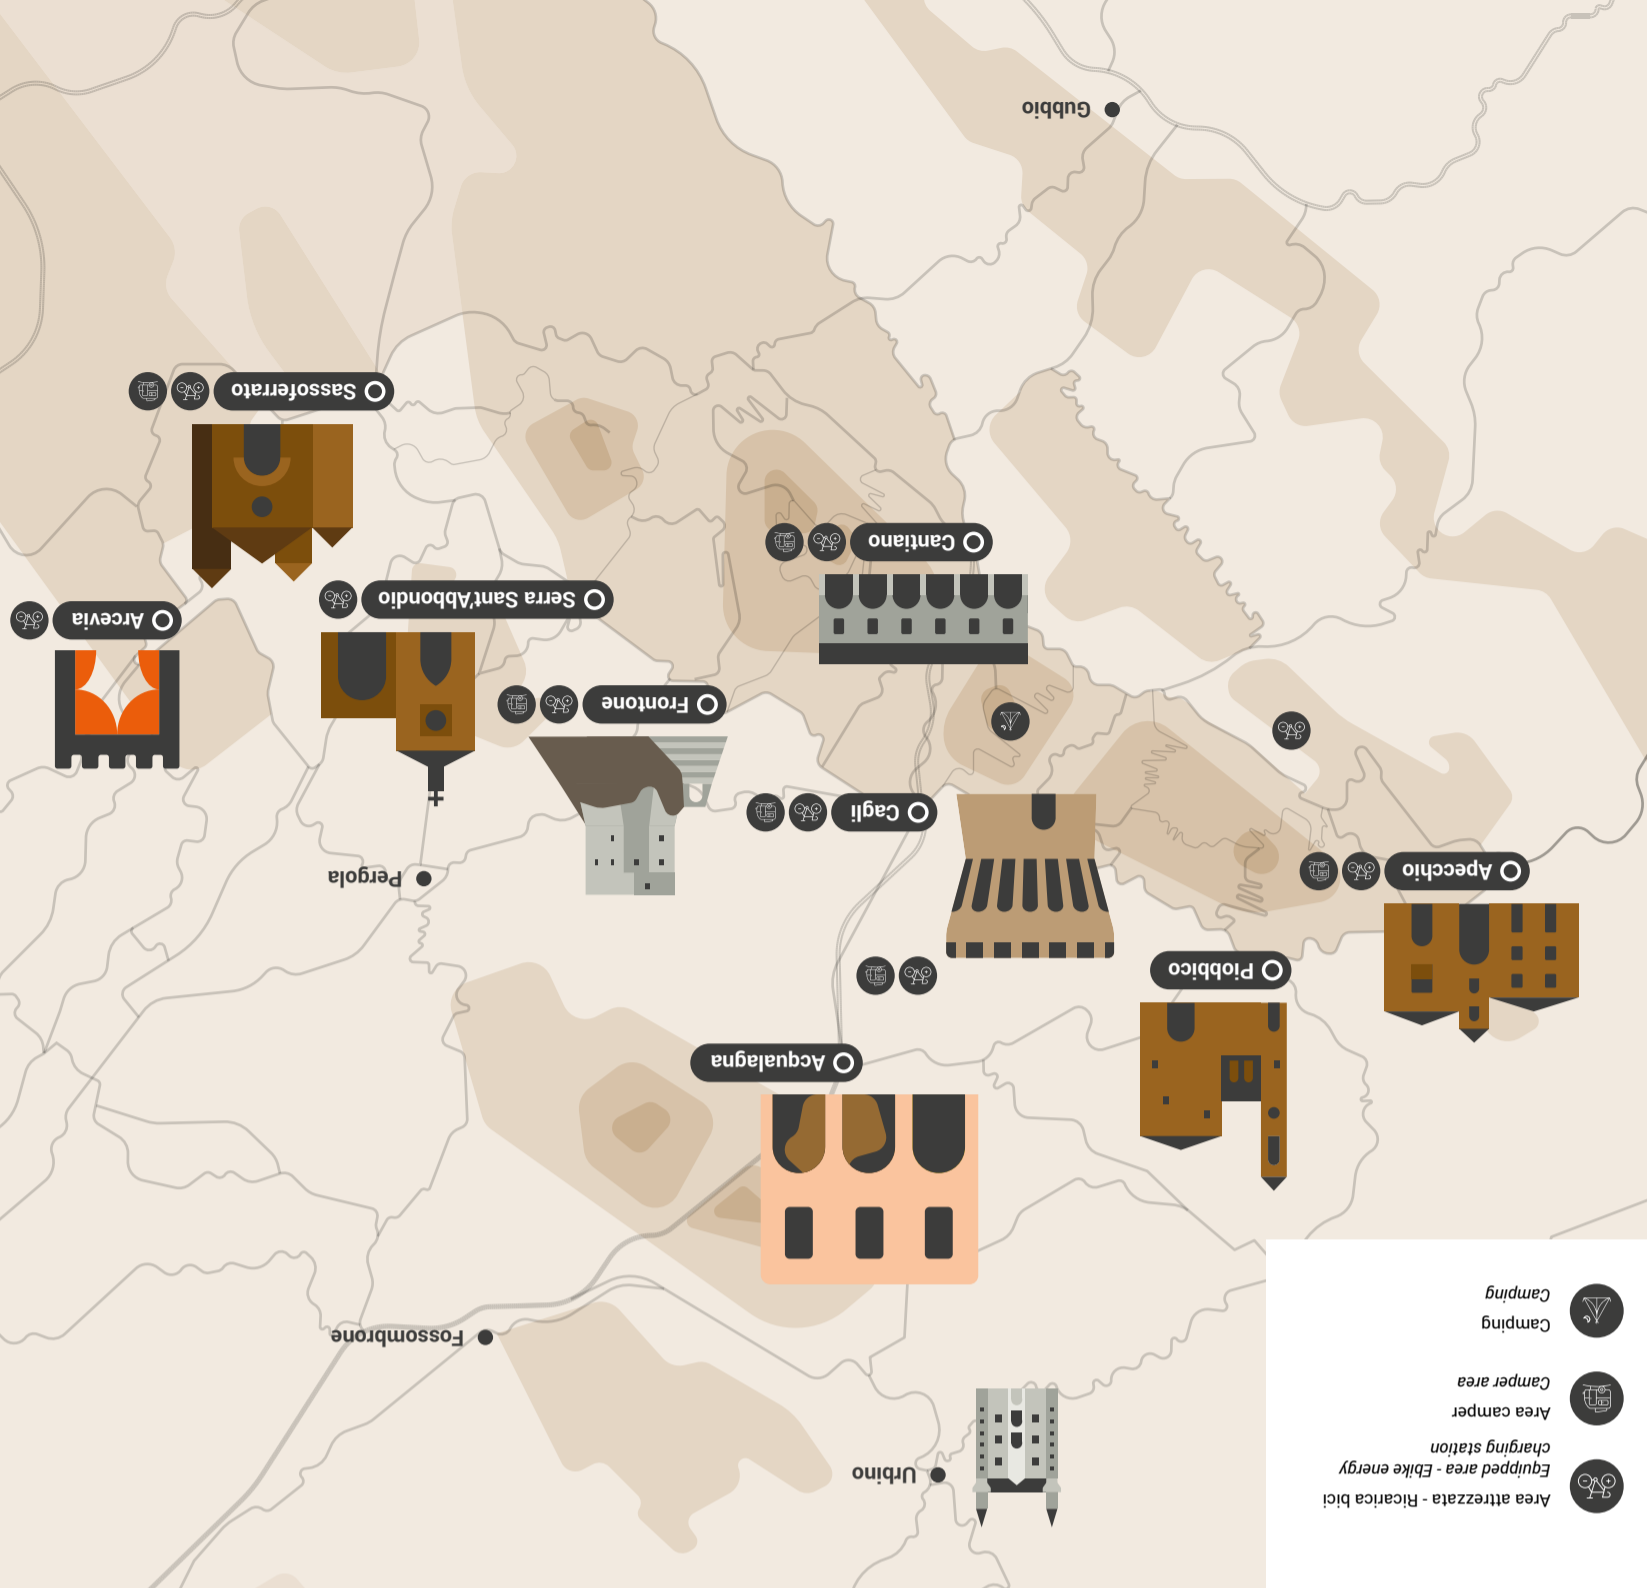 Area attrezzata - Ricarica bici
Equipped area - Ebike energy
charging station
Area camper
Camper area
Camping
Camping
Urbino
Fossombrone
Acqualagna
Piobbico
Pergola
Apecchio
Cagli
Frontone
Arcevia
Serra Sant'Abbondio
Cantiano
Sassoferrato
Gubbio